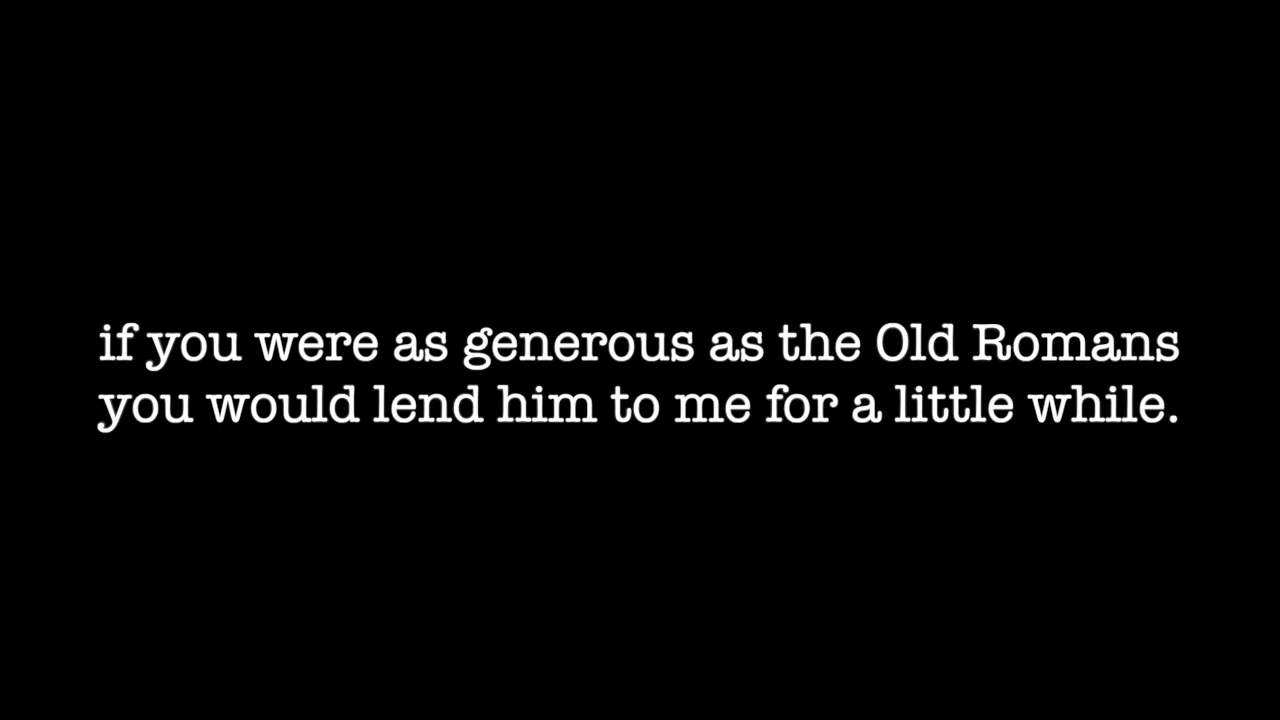 if you were as generous as the Old Romans
you would lend him to me for a little while.